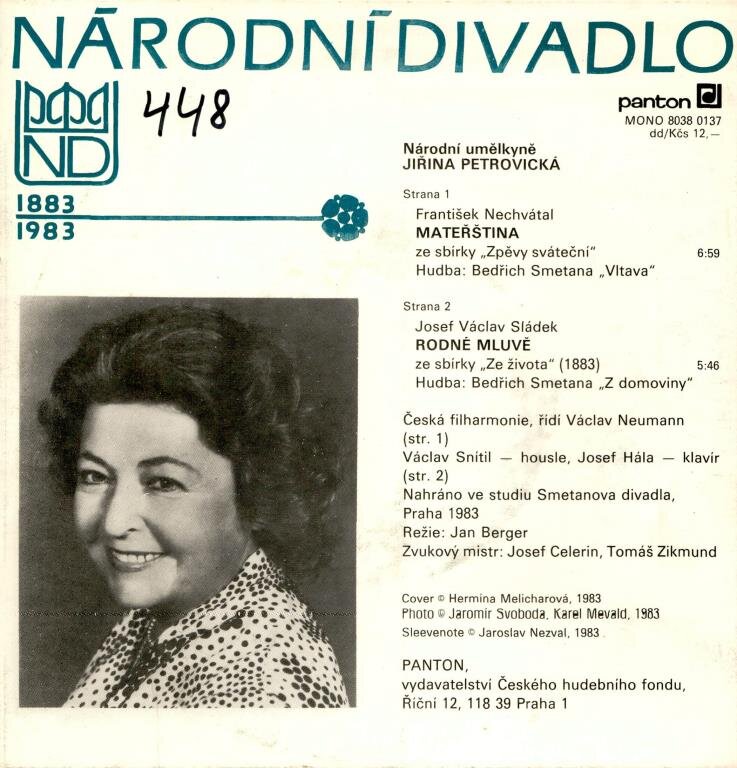 NÁRODNÍ DIVADLO
ND
448
1883
1983
panton
MONO 8038 0137
dd/Kčs 12,—
Národní umělkyně
JIŘINA PETROVICKÁ
Strana 1
František Nechvátal
MATEŘŠTINA
ze sbírky „Zpěvy sváteční“ 6:59
Hudba: Bedřich Smetana „Vltava“
Strana 2
Josef Václav Sládek
RODNÉ MLUVĚ
ze sbírky „Ze života“ (1883) 5:46
Hudba: Bedřich Smetana „Z domoviny“
Česká filharmonie, řídí Václav Neumann
(str. 1)
Václav Snítil — housle, Josef Hála — klavír
(str. 2)
Nahráno ve studiu Smetanova divadla,
Praha 1983
Režie: Jan Berger
Zvukový mistr: Josef Celerin, Tomáš Zikmund
Cover © Hermína Melicharová, 1983
Photo © Jaromír Svoboda, Karel Mevald, 1983
Sleevenote © Jaroslav Nezval, 1983
PANTON,
vydavatelství Českého hudebního fondu,
Říční 12, 118 39 Praha 1